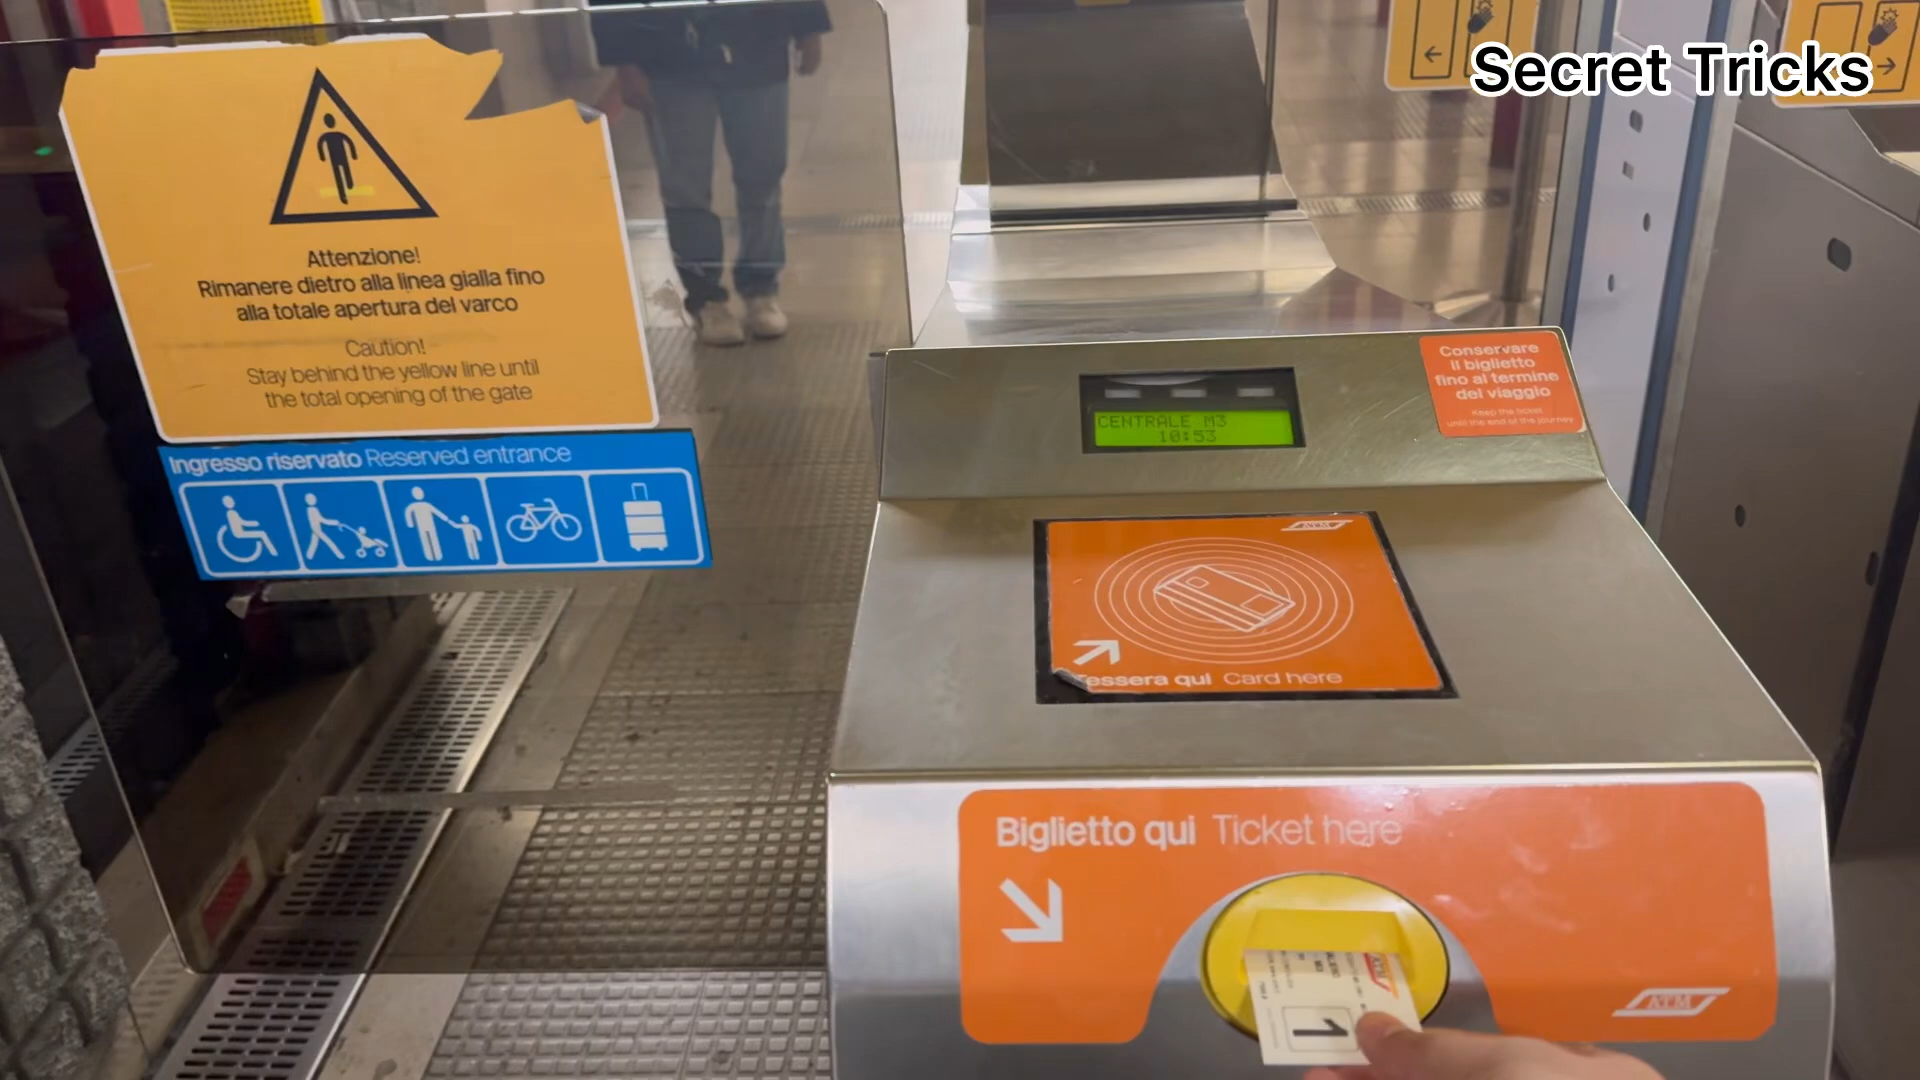 Secret Tricks
Attenzione!
Rimanere dietro alla linea gialla fino
alla totale apertura del varco
Caution!
Stay behind the yellow line until
the total opening of the gate
Ingresso riservato Reserved entrance
CENTRALE M3
10:53
Conservare
il biglietto
fino al termine
del viaggio
Keep the ticket
until the end of the journey
ATM
Tessera qui Card here
Biglietto qui Ticket here
ATM
1